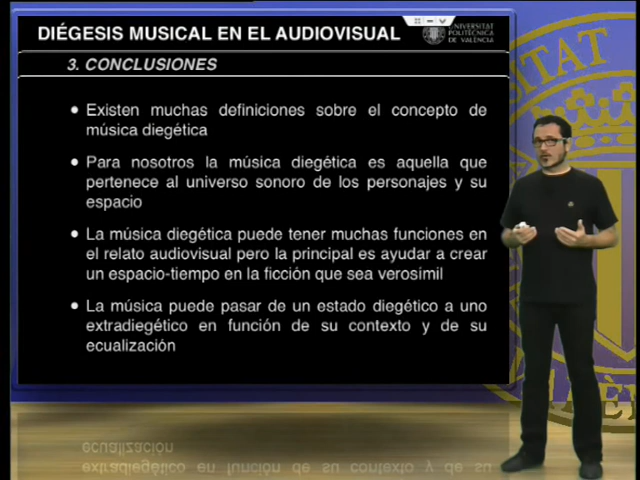 DIÉGESIS MUSICAL EN EL AUDIOVISUAL
UNIVERSITAT
POLITÈCNICA
DE VALÈNCIA
3. CONCLUSIONES
• Existen muchas definiciones sobre el concepto de
música diegética
• Para nosotros la música diegética es aquella que
pertenece al universo sonoro de los personajes y su
espacio
• La música diegética puede tener muchas funciones en
el relato audiovisual pero la principal es ayudar a crear
un espacio-tiempo en la ficción que sea verosímil
• La música puede pasar de un estado diegético a uno
extradiegético en función de su contexto y de su
ecualización